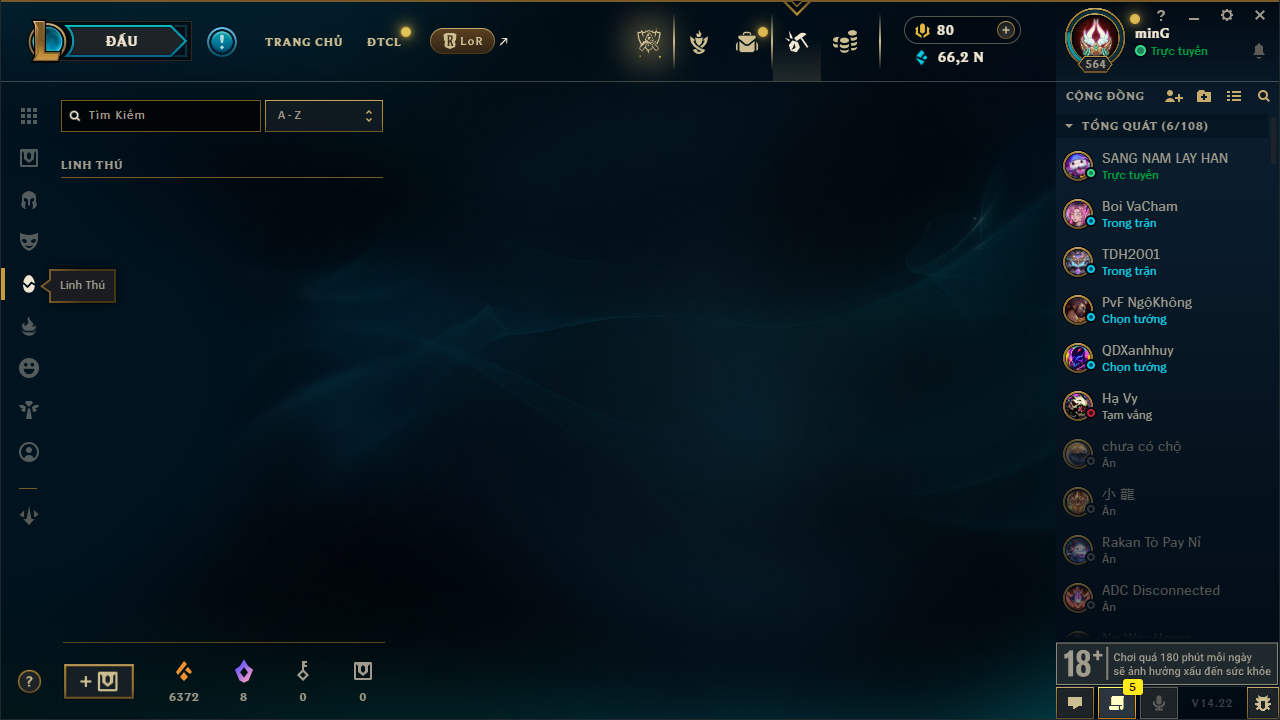 ĐẤU
TRANG CHỦ
ĐTCL
LoR
80
66,2 N
564
minG
Trực tuyến
Tìm Kiếm
A - Z
LINH THÚ
Linh Thú
CỘNG ĐỒNG
TỔNG QUÁT (6/108)
SANG NAM LAY HAN
Trực tuyến
Boi VaCham
Trong trận
TDH2001
Trong trận
PvF NgộKhông
Chọn tướng
QDXanhhuy
Chọn tướng
Hạ Vy
Tạm vắng
chưa có chộ
Ẩn
小 龍
Ẩn
Rakan Tò Pay Nỉ
Ẩn
ADC Disconnected
Ẩn
6372
8
0
0
18+
Chơi quá 180 phút mỗi ngày
sẽ ảnh hưởng xấu đến sức khỏe
5
V14.22